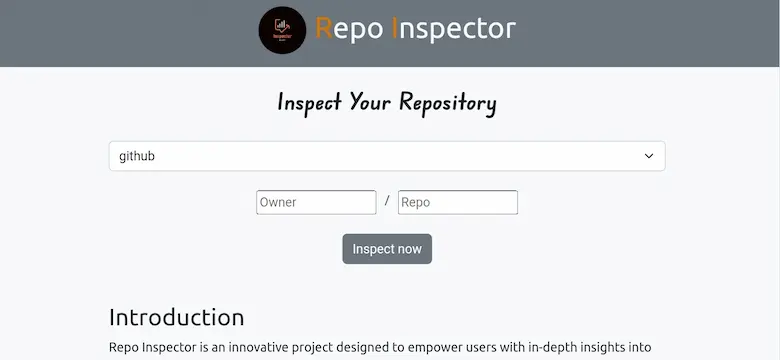 Repo Inspector
Inspect Your Repository
github
Owner / Repo
Inspect now
Introduction
Repo Inspector is an innovative project designed to empower users with in-depth insights into